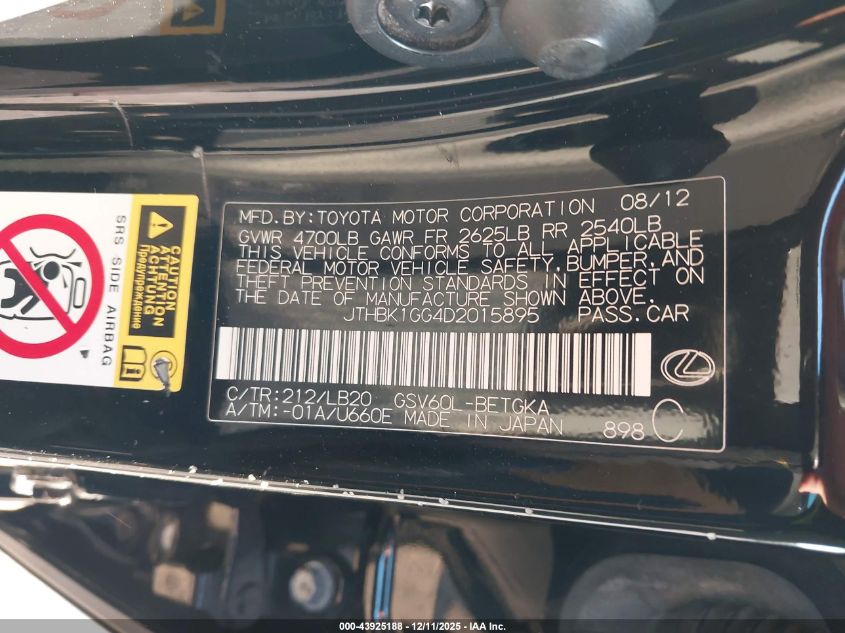 MFD. BY: TOYOTA MOTOR CORPORATION 08/12
GVWR 4700LB GAWR FR 2625LB RR 2540LB
THIS VEHICLE CONFORMS TO ALL APPLICABLE
FEDERAL MOTOR VEHICLE SAFETY, BUMPER, AND
THEFT PREVENTION STANDARDS IN EFFECT ON
THE DATE OF MANUFACTURE SHOWN ABOVE.
JTHBK1GG4D2015895 PASS. CAR
C/TR: 212/LB20 GSV60L-BETGKA
A/TM: -01A/U660E MADE IN JAPAN 898 C
SRS SIDE AIRBAG
CAUTION
ATTENTION
ACHTUNG
Предупреждение
000-43925188 - 12/11/2025 - IAA Inc.